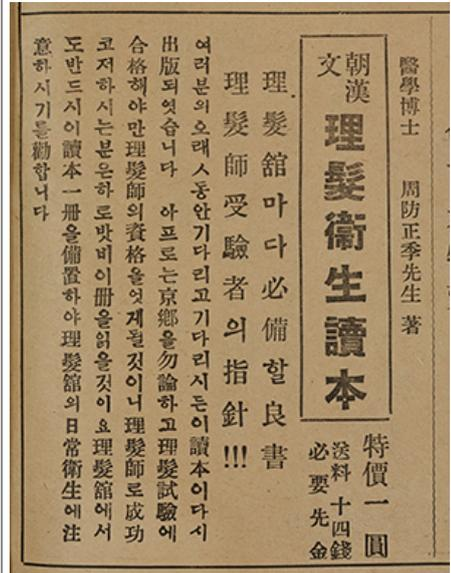 醫學博士 周防正季先生 著
朝漢文 理髮衞生讀本
特價一圓
送料 十四錢
必要先金
理髮舘마다必備할良書
理髮師受驗者의指針!!!
여러분의오래ㅅ동안기다리고기다리시든이讀本이다시
出版되엿습니다 아프로는京鄕을勿論하고理髮試驗에
合格해야만理髮師의資格을엇게될것이니理髮師로成功
코저하시는분은하로밧비이册을읽을것이요理髮舘에서
도반드시이讀本一册을備置하야理髮舘의日常衞生에注
意하시기를勸합니다